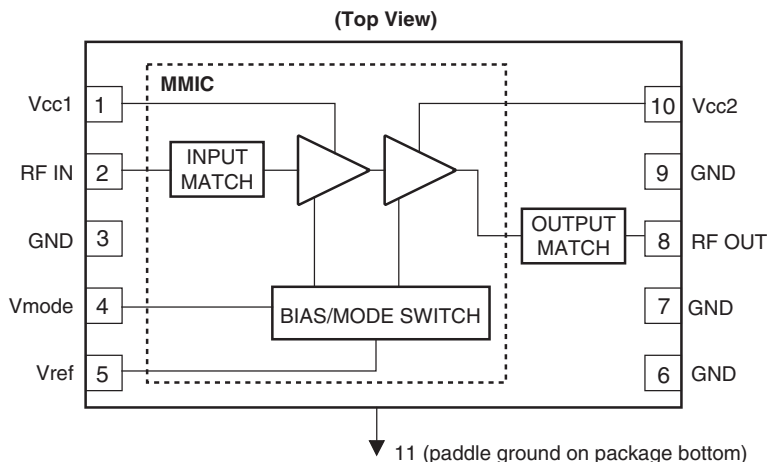 (Top View)
MMIC
Vcc1 1
10 Vcc2
RF IN 2
INPUT
MATCH
9 GND
GND 3
OUTPUT
MATCH
8 RF OUT
Vmode 4
BIAS/MODE SWITCH
7 GND
Vref 5
6 GND
11 (paddle ground on package bottom)